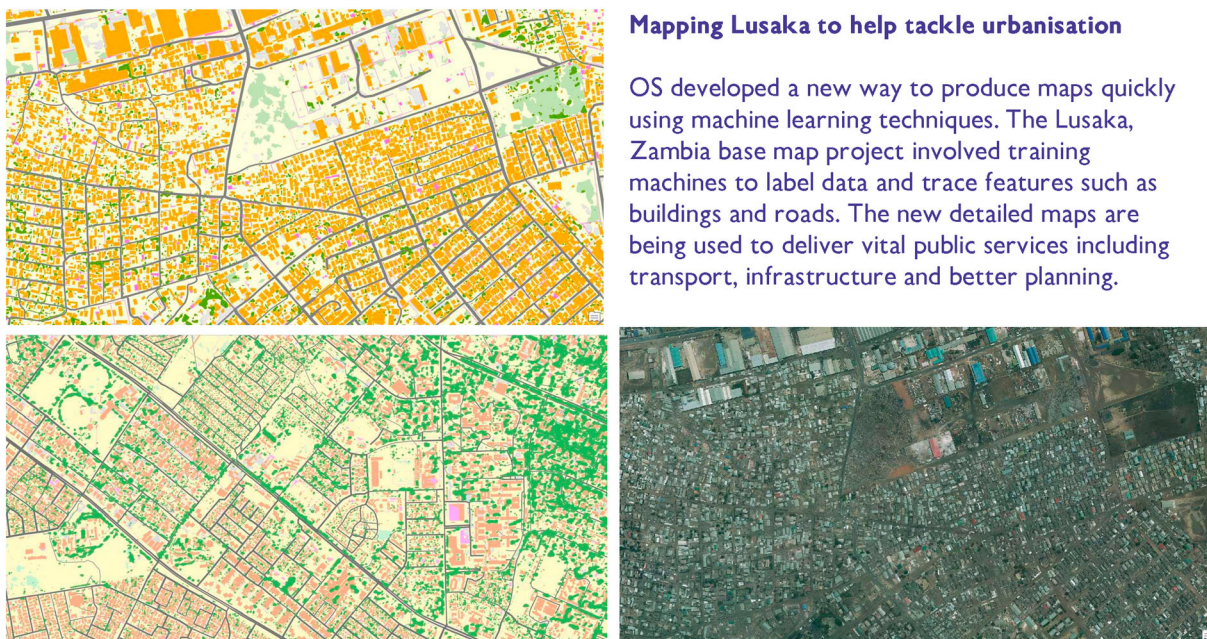 Mapping Lusaka to help tackle urbanisation
OS developed a new way to produce maps quickly
using machine learning techniques. The Lusaka,
Zambia base map project involved training
machines to label data and trace features such as
buildings and roads. The new detailed maps are
being used to deliver vital public services including
transport, infrastructure and better planning.